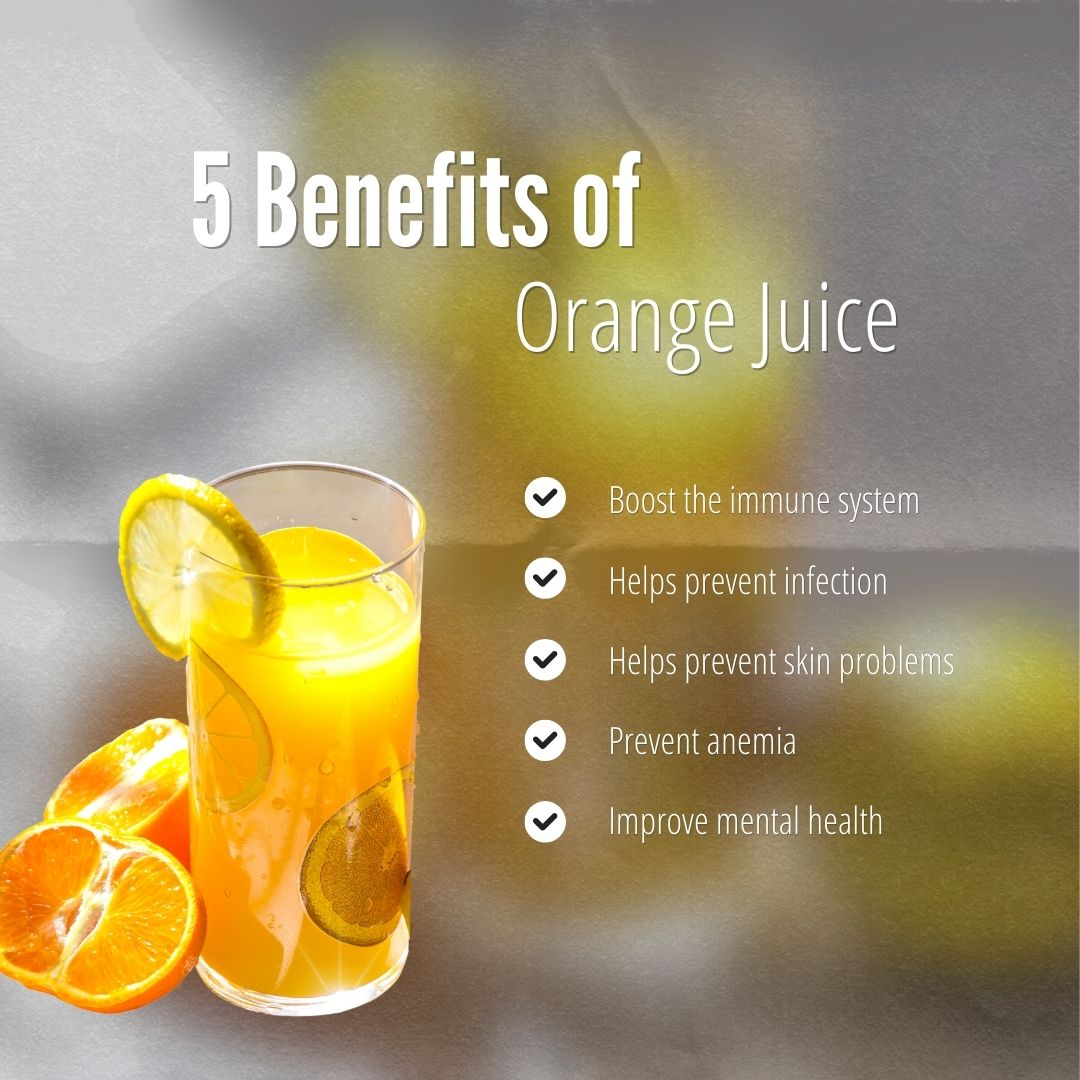 5 Benefits of
Orange Juice
Boost the immune system
Helps prevent infection
Helps prevent skin problems
Prevent anemia
Improve mental health